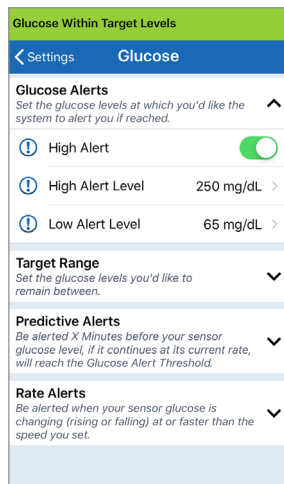 Glucose Within Target Levels
Settings Glucose
Glucose Alerts
Set the glucose levels at which you'd like the
system to alert you if reached.
High Alert
High Alert Level 250 mg/dL
Low Alert Level 65 mg/dL
Target Range
Set the glucose levels you'd like to
remain between.
Predictive Alerts
Be alerted X Minutes before your sensor
glucose level, if it continues at its current rate,
will reach the Glucose Alert Threshold.
Rate Alerts
Be alerted when your sensor glucose is
changing (rising or falling) at or faster than the
speed you set.